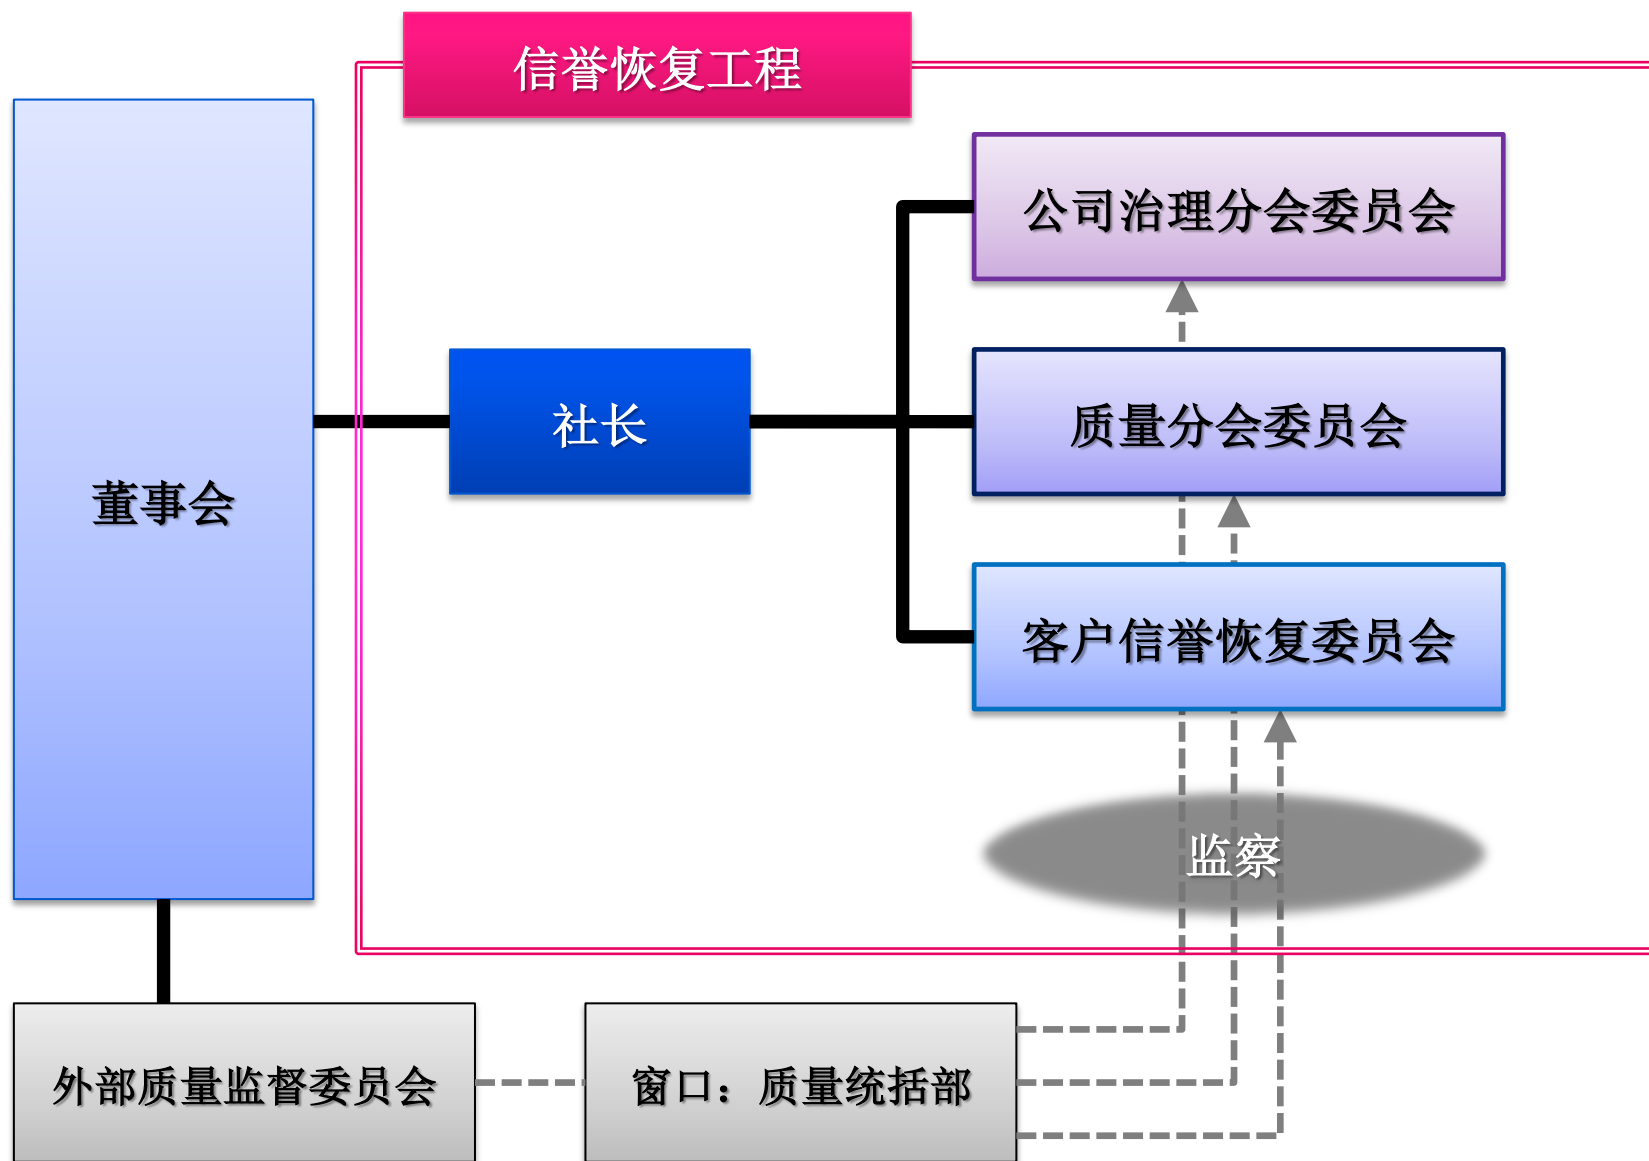 信誉恢复工程
公司治理分会委员会
社长
质量分会委员会
董事会
客户信誉恢复委员会
监察
外部质量监督委员会
窗口：质量统括部